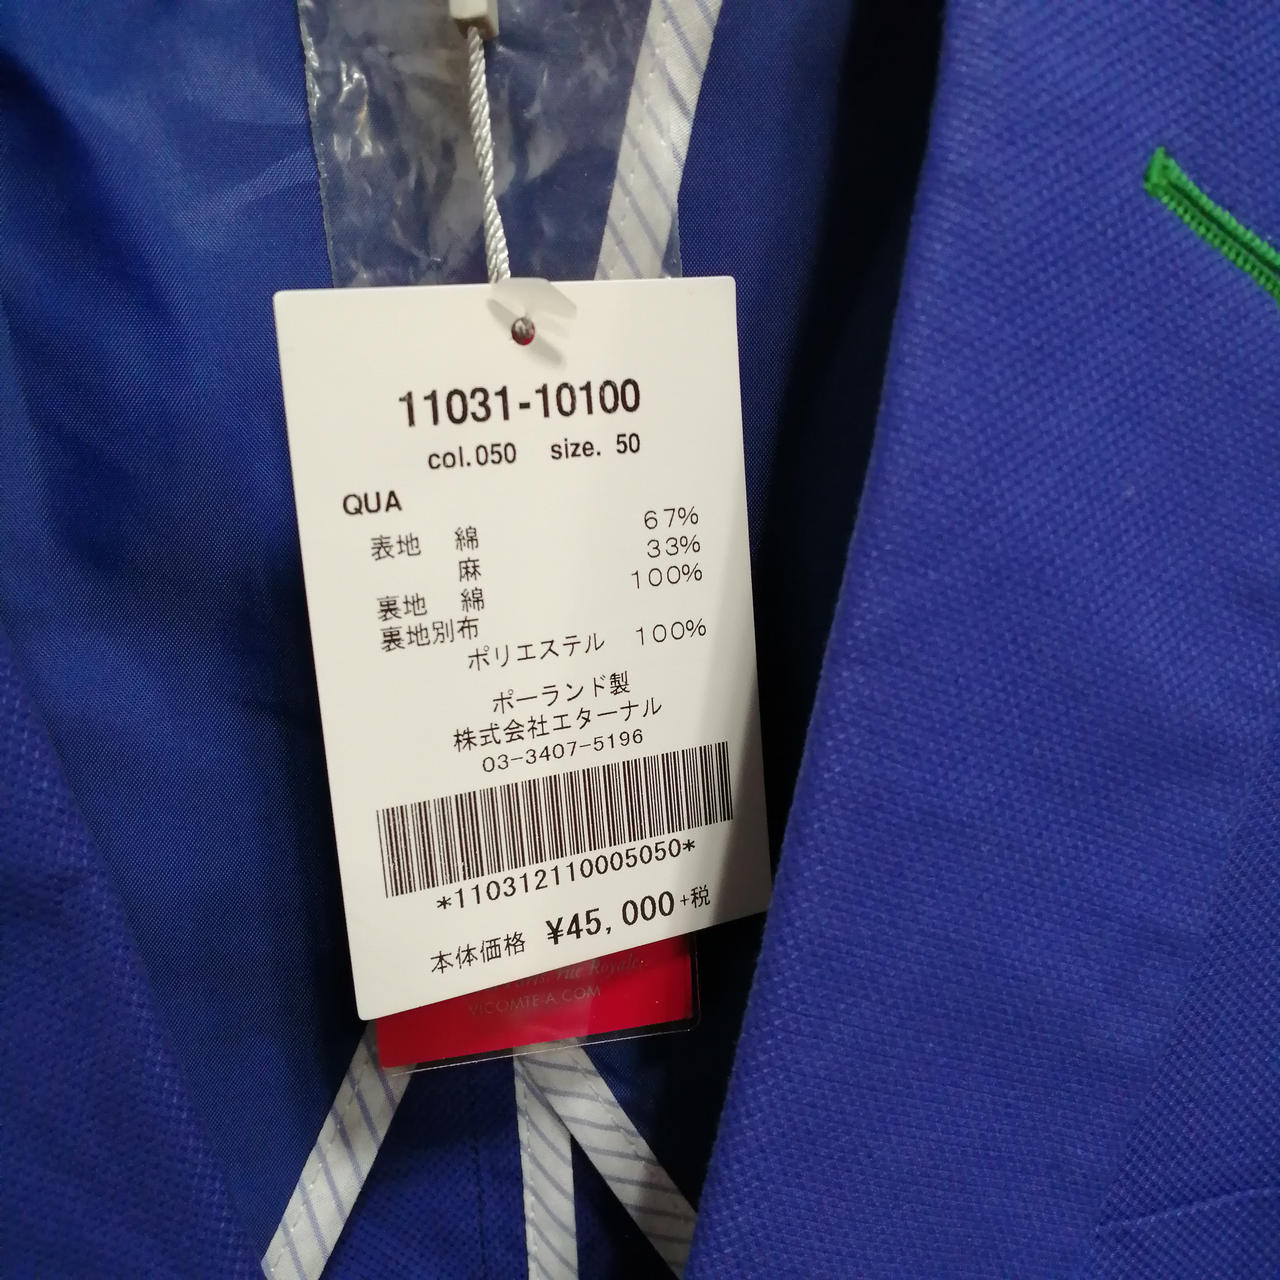 11031-10100
col.050 size. 50
QUA
表地 綿 67%
麻 33%
裏地 綿 100%
裏地別布
ポリエステル 100%
ポーランド製
株式会社エターナル
03-3407-5196
*110312110005050*
本体価格 ¥45,000+税
rue Royale
VICOMTE-A.COM